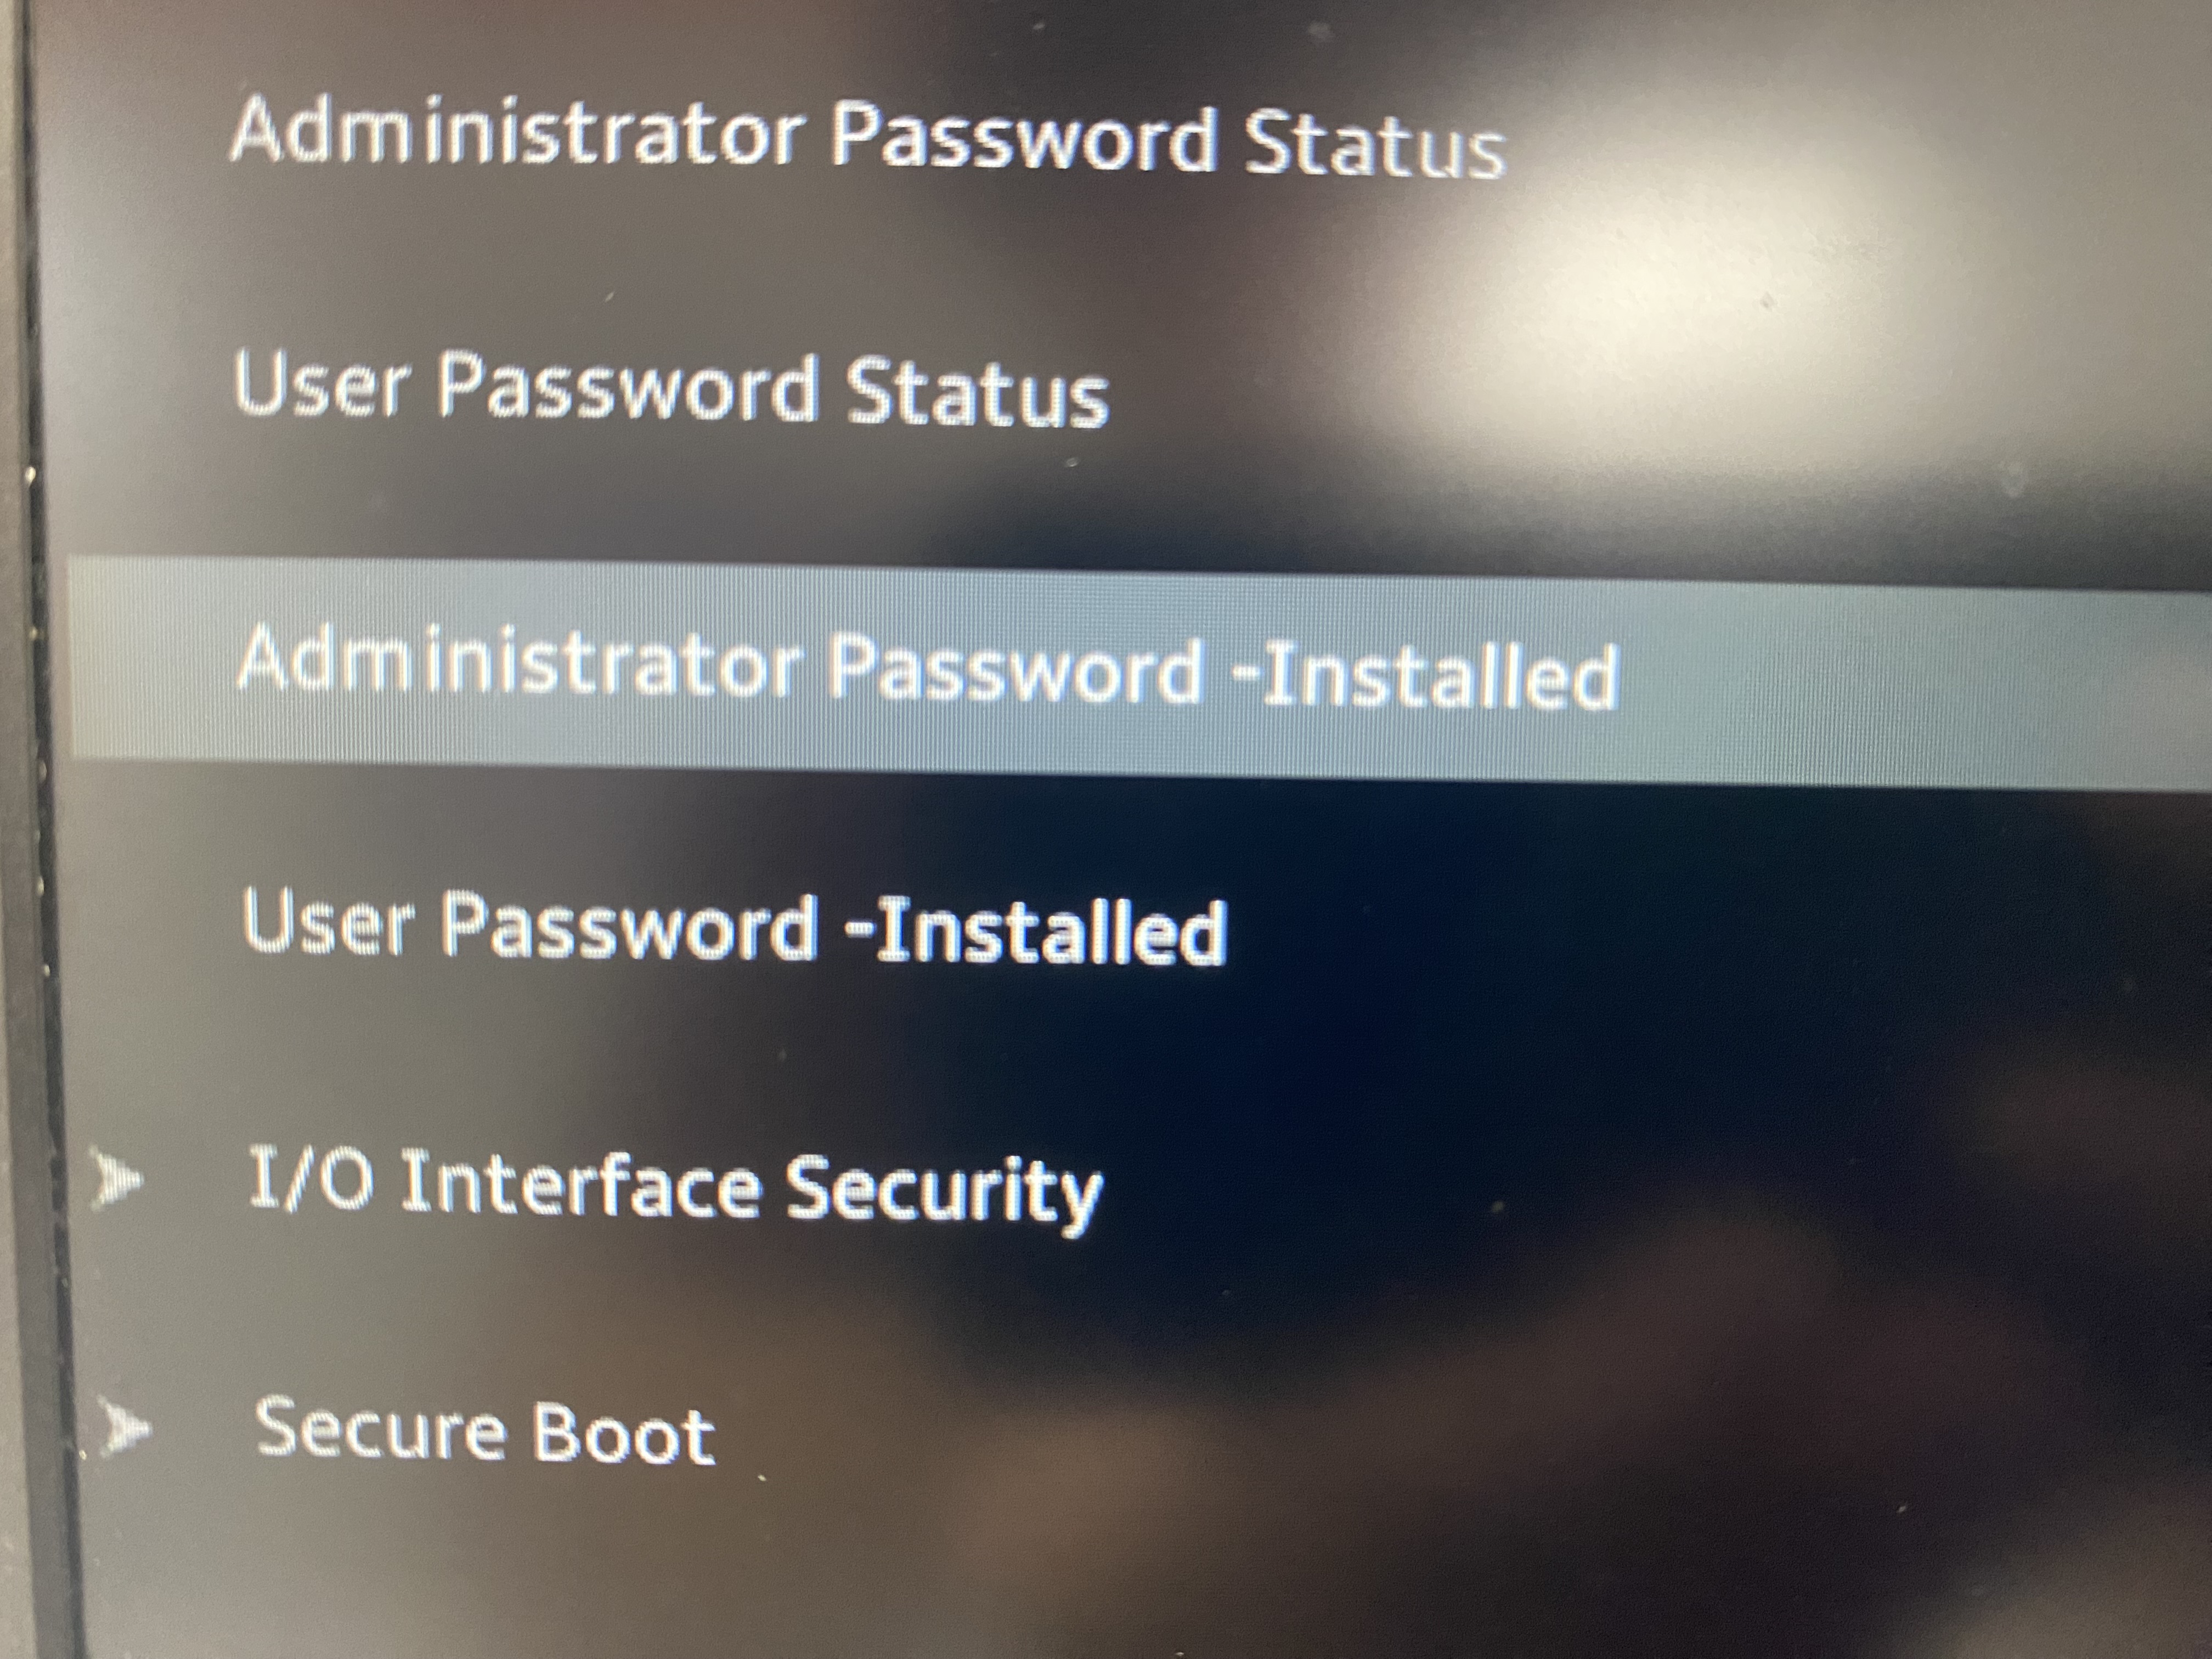 Administrator Password Status
User Password Status
Administrator Password -Installed
User Password -Installed
I/O Interface Security
Secure Boot